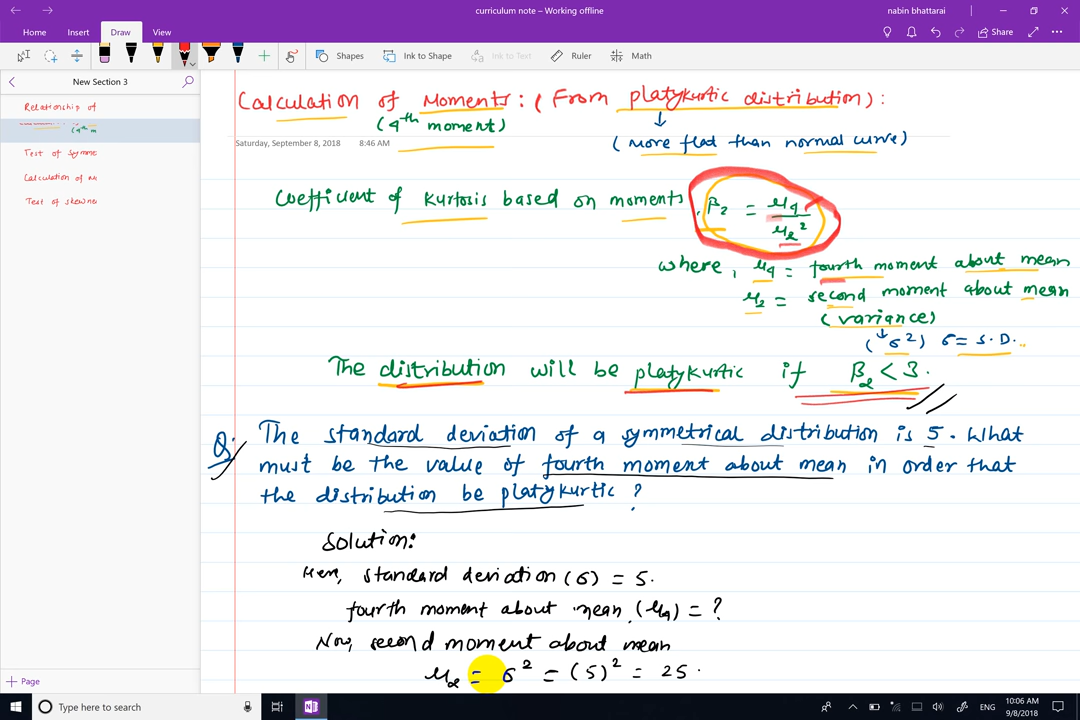 curriculum note – Working offline
nabin bhattarai
Home Insert Draw View
Share
Shapes Ink to Shape Ink to Text Ruler Math
New Section 3
Relationship of
(4th m
Test of symme
Calculation of
Test of skewne
Calculation of Moments: (From platykurtic distribution):
(4th moment)
Saturday, September 8, 2018 8:46 AM
(More flat than normal curve)
Coefficient of Kurtosis based on moments, β2 = μ4/μ2²
where, μ4 = fourth moment about mean
μ2 = second moment about mean
(variance)
(σ²) σ = S.D.
The distribution will be platykurtic if β2 < 3.
Q: The standard deviation of a symmetrical distribution is 5. What
must be the value of fourth moment about mean in order that
the distribution be platykurtic?
Solution:
Here, standard deviation (σ) = 5.
fourth moment about mean (μ4) = ?
Now, second moment about mean
μ2 = σ² = (5)² = 25.
+ Page
Type here to search
ENG
10:06 AM
9/8/2018